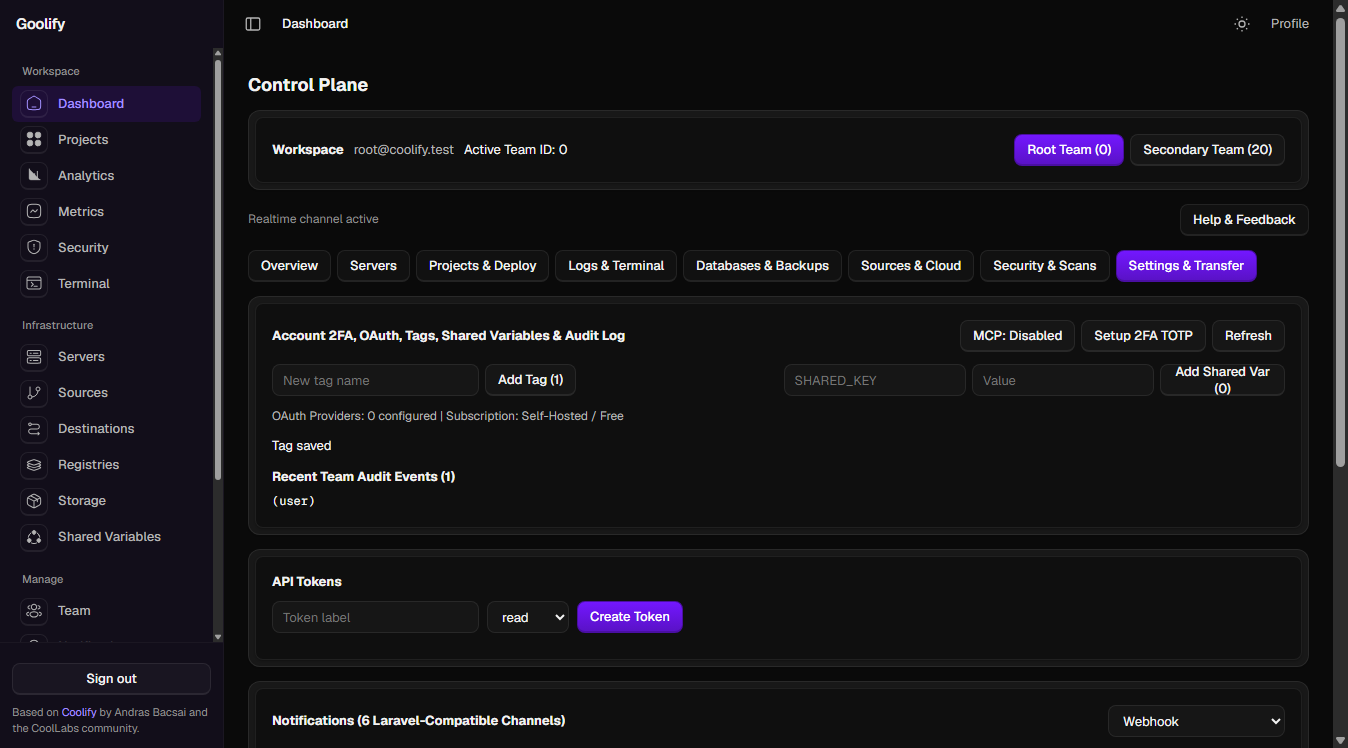 Goolify
Dashboard
Profile
Workspace
Dashboard
Projects
Analytics
Metrics
Security
Terminal
Infrastructure
Servers
Sources
Destinations
Registries
Storage
Shared Variables
Manage
Team
Sign out
Based on Coolify by Andras Bacsai and
the CoolLabs community.
Control Plane
Workspace root@coolify.test Active Team ID: 0
Root Team (0)
Secondary Team (20)
Realtime channel active
Help & Feedback
Overview
Servers
Projects & Deploy
Logs & Terminal
Databases & Backups
Sources & Cloud
Security & Scans
Settings & Transfer
Account 2FA, OAuth, Tags, Shared Variables & Audit Log
MCP: Disabled
Setup 2FA TOTP
Refresh
New tag name
Add Tag (1)
SHARED_KEY
Value
Add Shared Var
(0)
OAuth Providers: 0 configured | Subscription: Self-Hosted / Free
Tag saved
Recent Team Audit Events (1)
(user)
API Tokens
Token label
read
Create Token
Notifications (6 Laravel-Compatible Channels)
Webhook